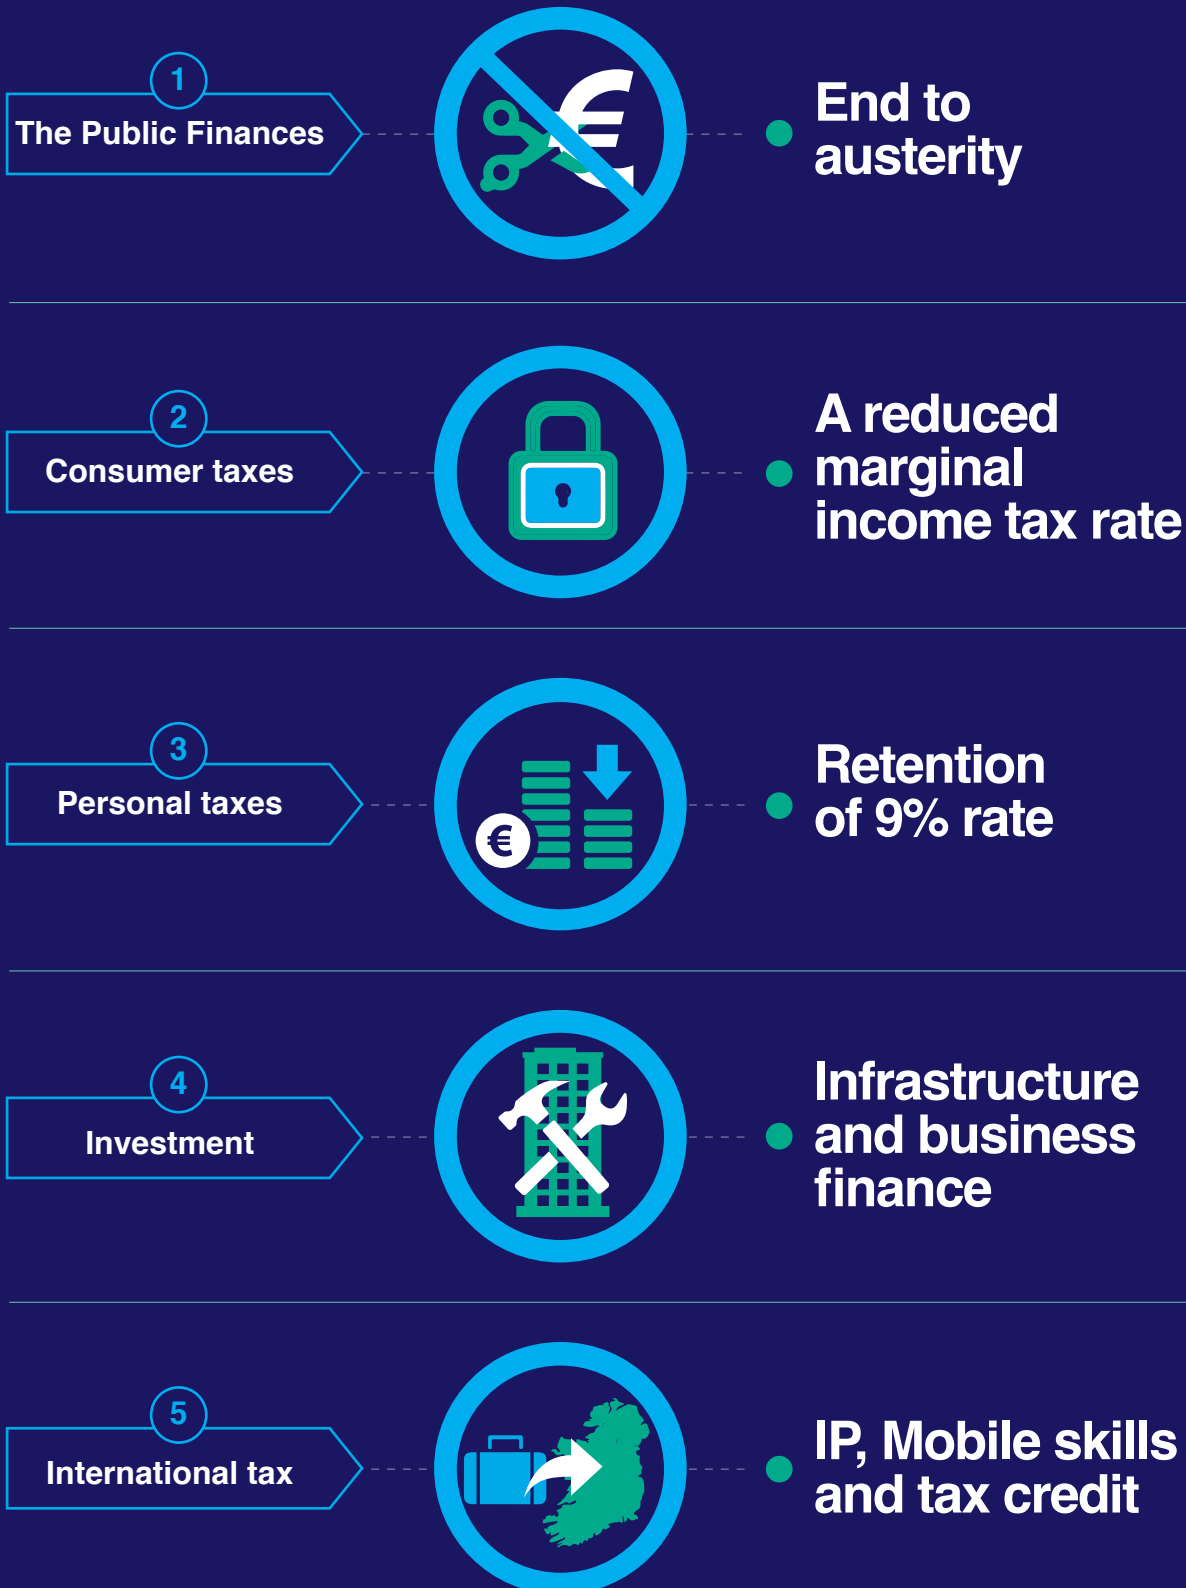 1
The Public Finances
End to
austerity
2
Consumer taxes
A reduced
marginal
income tax rate
3
Personal taxes
€
Retention
of 9% rate
4
Investment
Infrastructure
and business
finance
5
International tax
IP, Mobile skills
and tax credit